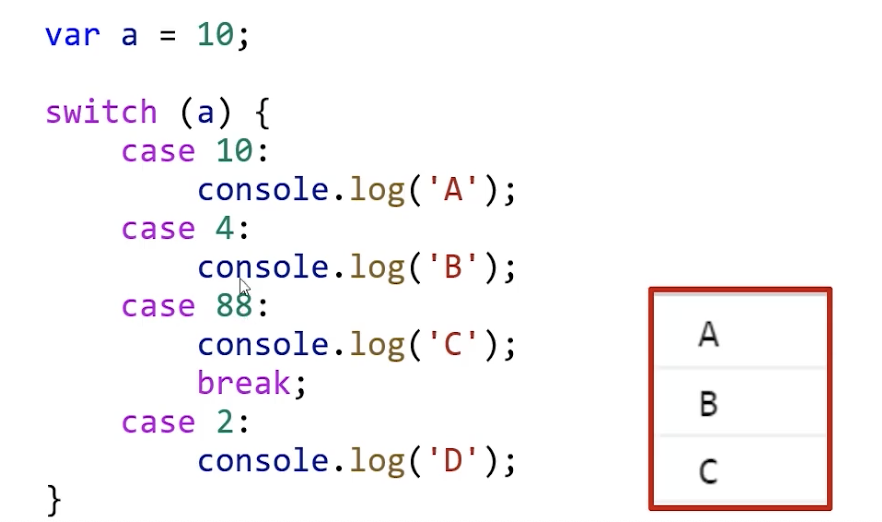 var a = 10;
switch (a) {
case 10:
console.log('A');
case 4:
console.log('B');
case 88:
console.log('C');
break;
case 2:
console.log('D');
}
A
B
C